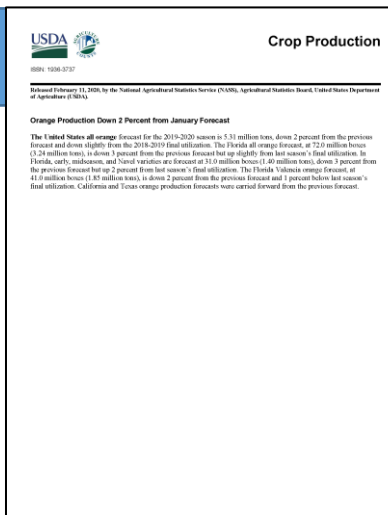 USDA
AGRICULTURE
COUNTS
Crop Production
ISSN: 1936-3737
Released February 11, 2020, by the National Agricultural Statistics Service (NASS), Agricultural Statistics Board, United States Department
of Agriculture (USDA).
Orange Production Down 2 Percent from January Forecast
The United States all orange forecast for the 2019-2020 season is 5.31 million tons, down 2 percent from the previous
forecast and down slightly from the 2018-2019 final utilization. The Florida all orange forecast, at 72.0 million boxes
(3.24 million tons), is down 3 percent from the previous forecast but up slightly from last season's final utilization. In
Florida, early, midseason, and Navel varieties are forecast at 31.0 million boxes (1.40 million tons), down 3 percent from
the previous forecast but up 2 percent from last season's final utilization. The Florida Valencia orange forecast, at
41.0 million boxes (1.85 million tons), is down 2 percent from the previous forecast and 1 percent below last season's
final utilization. California and Texas orange production forecasts were carried forward from the previous forecast.